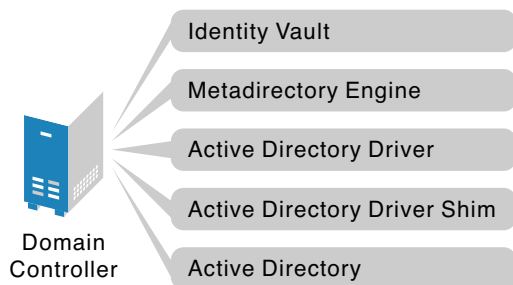 Identity Vault
Metadirectory Engine
Active Directory Driver
Active Directory Driver Shim
Active Directory
Domain
Controller